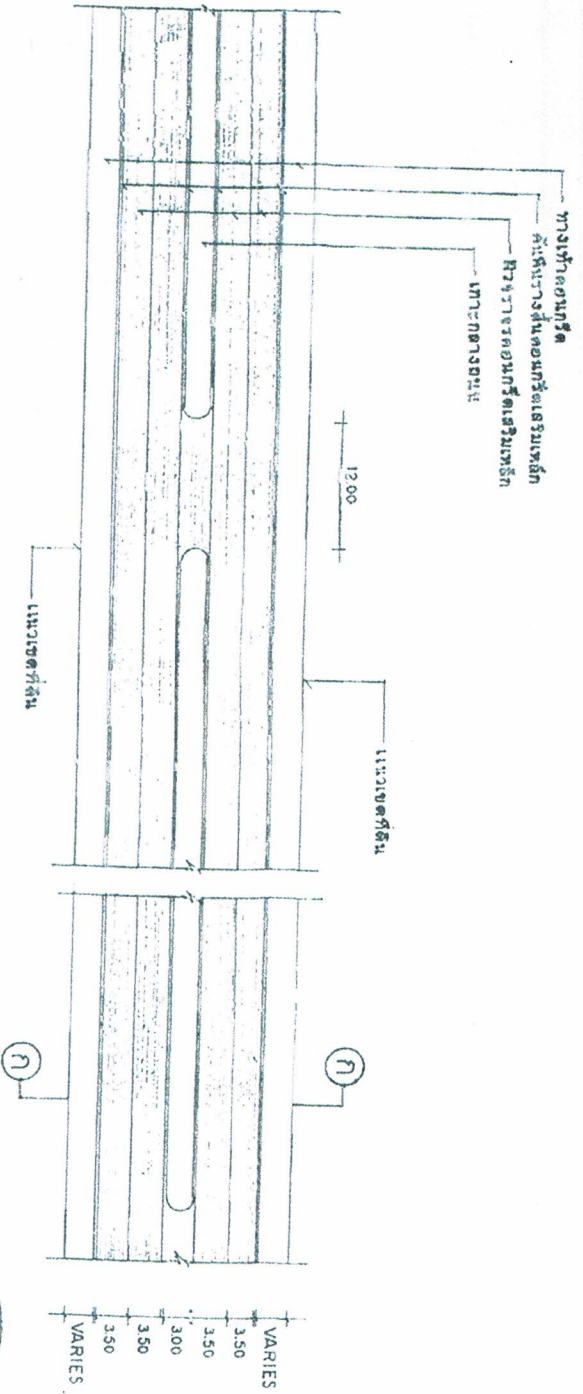 ทางเท้าคอนกรีต
คันหินรางตื้นคอนกรีตเสริมเหล็ก
ผิวจราจรคอนกรีตเสริมเหล็ก
เกาะกลางถนน
12.00
แนวเขตที่ดิน
แนวเขตที่ดิน
ก
ก
VARIES
3.50
3.50
3.00
3.50
3.50
VARIES